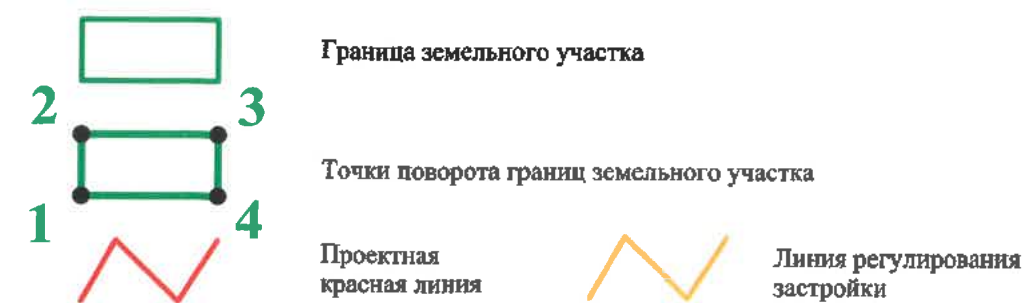 Граница земельного участка
2 3
Точки поворота границ земельного участка
1 4
Проектная
красная линия
Линия регулирования
застройки